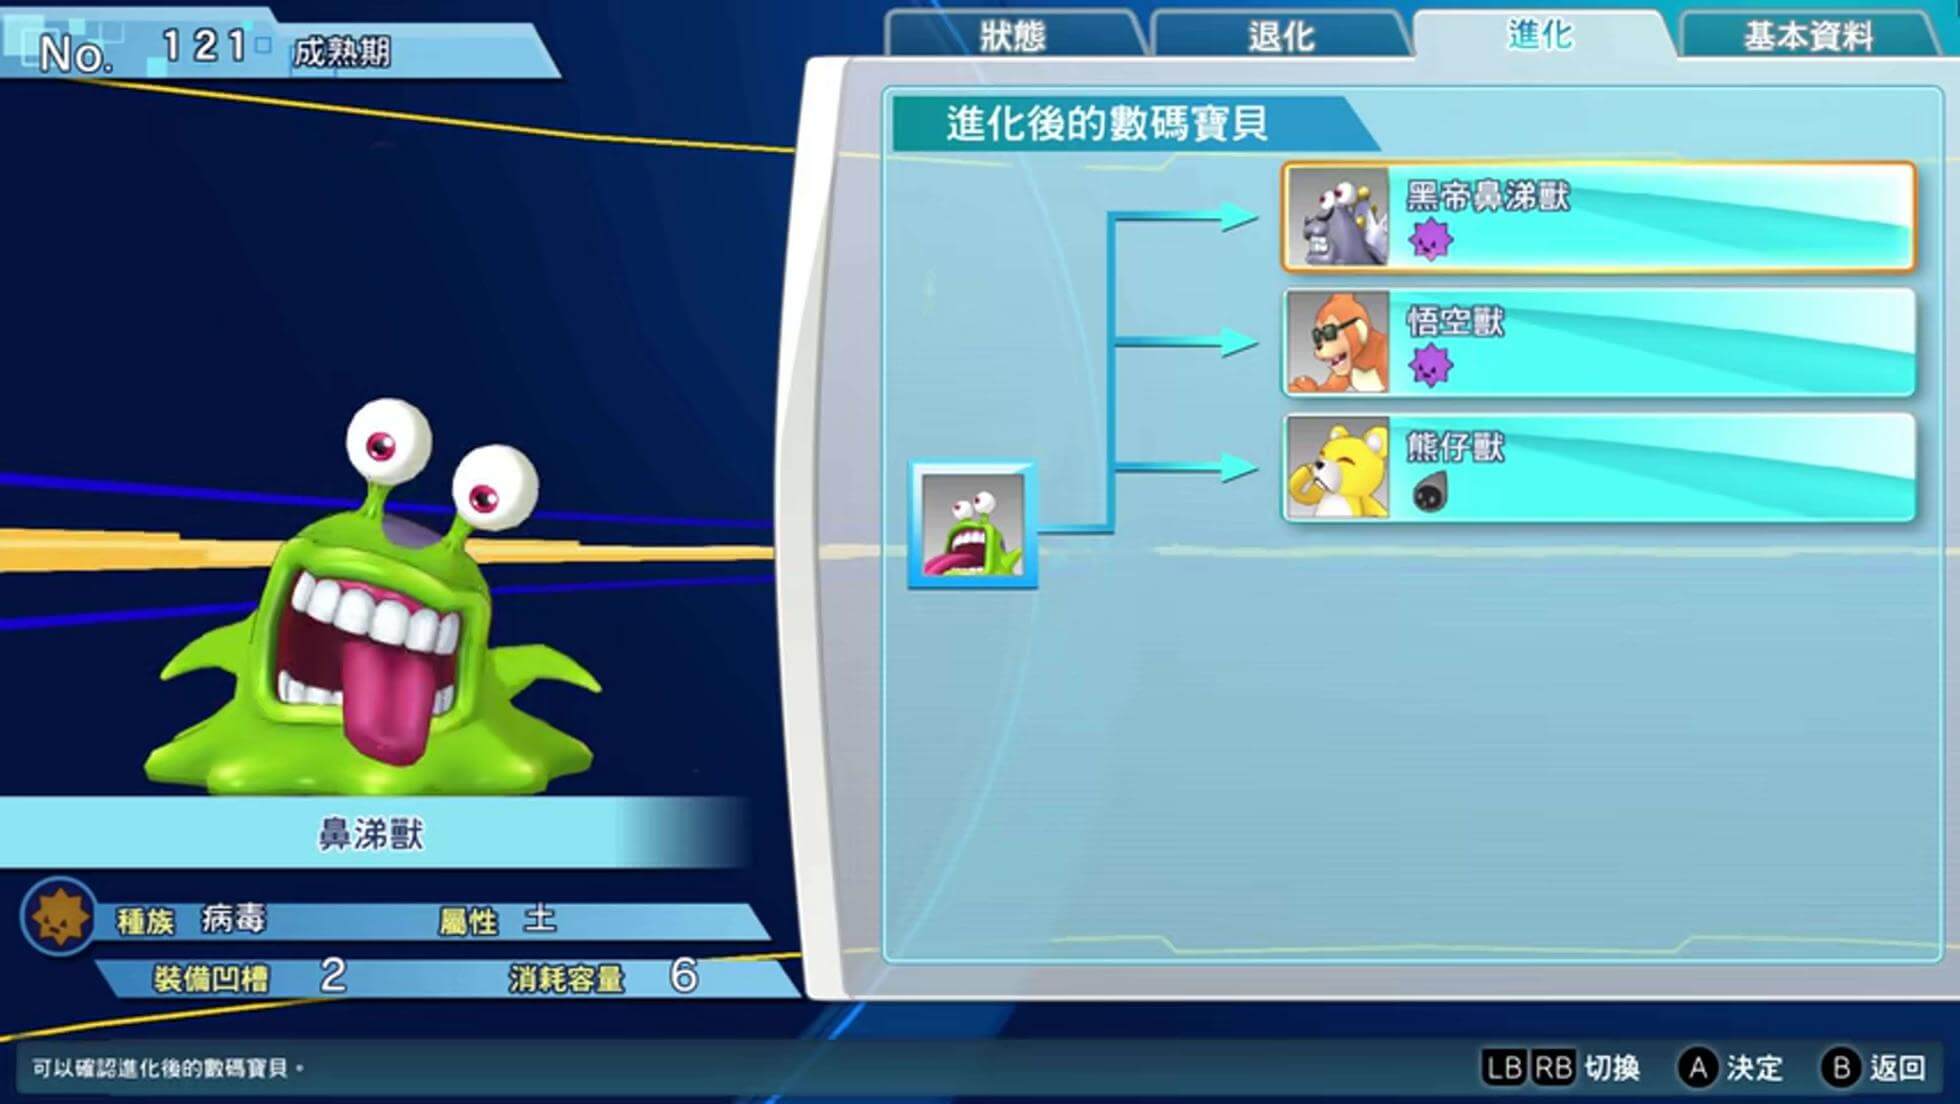 No. 121 成熟期
狀態 退化 進化 基本資料
進化後的數碼寶貝
黑帝鼻涕獸
悟空獸
熊仔獸
鼻涕獸
種族 病毒 屬性 土
裝備凹槽 2 消耗容量 6
可以確認進化後的數碼寶貝。
LB RB 切換 A 決定 B 返回